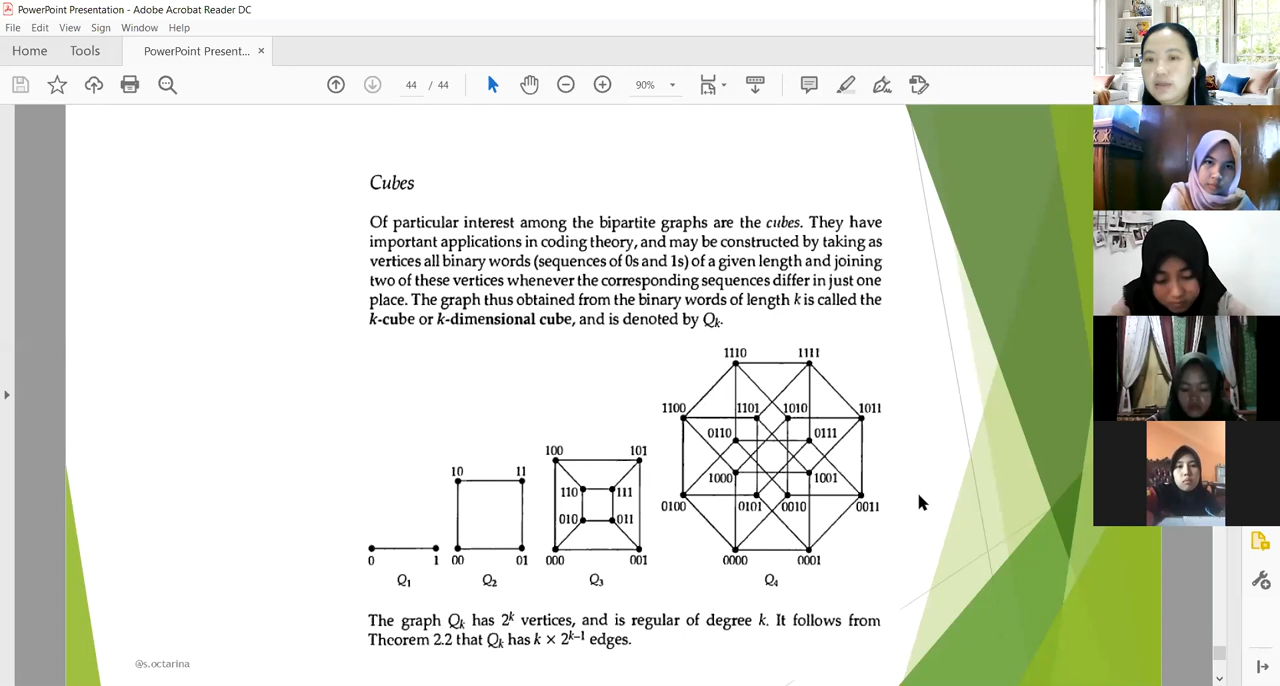 PowerPoint Presentation - Adobe Acrobat Reader DC
File Edit View Sign Window Help
Home Tools PowerPoint Present... ×
44 / 44 90%
Cubes
Of particular interest among the bipartite graphs are the cubes. They have
important applications in coding theory, and may be constructed by taking as
vertices all binary words (sequences of 0s and 1s) of a given length and joining
two of these vertices whenever the corresponding sequences differ in just one
place. The graph thus obtained from the binary words of length k is called the
k-cube or k-dimensional cube, and is denoted by Qk.
1110 1111
1100 1101 1010 1011
0110 0111
100 101
10 11
1000 1001
110 111
0100 0101 0010 0011
010 011
0 1 00 01 000 001 0000 0001
Q1 Q2 Q3 Q4
The graph Qk has 2^k vertices, and is regular of degree k. It follows from
Theorem 2.2 that Qk has k × 2^k–1 edges.
@s.octarina